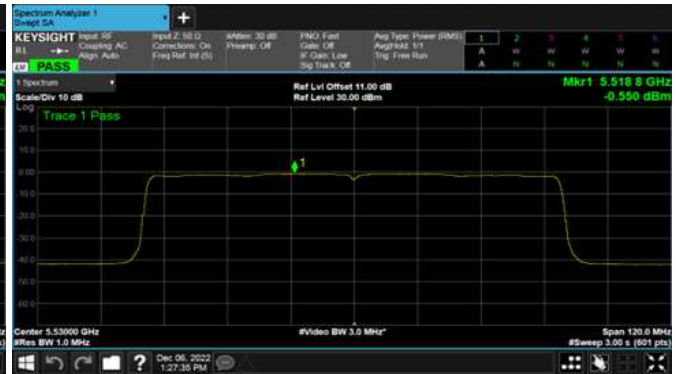 Spectrum Analyzer 1
Swept SA
+
KEYSIGHT Input: RF Input Z: 50 Ω #Atten: 30 dB PNO: Fast Avg Type: Power (RMS) 1 2 3 4 5 6
RL Coupling: AC Corrections: On Preamp: Off Gate: Off Avg|Hold: 1/1 A W W W W W
Align: Auto Freq Ref: Int (S) IF Gain: Low Trig: Free Run
LXI PASS Sig Track: Off A N N N N N
1 Spectrum Ref Lvl Offset 11.00 dB Mkr1 5.518 8 GHz
Scale/Div 10 dB Ref Level 30.00 dBm -0.550 dBm
Log Trace 1 Pass
20.0
10.0
0.00
-10.0
-20.0
-30.0
-40.0
-50.0
-60.0
1
Center 5.53000 GHz #Video BW 3.0 MHz* Span 120.0 MHz
#Res BW 1.0 MHz #Sweep 3.00 s (601 pts)
? Dec 06, 2022
1:27:35 PM